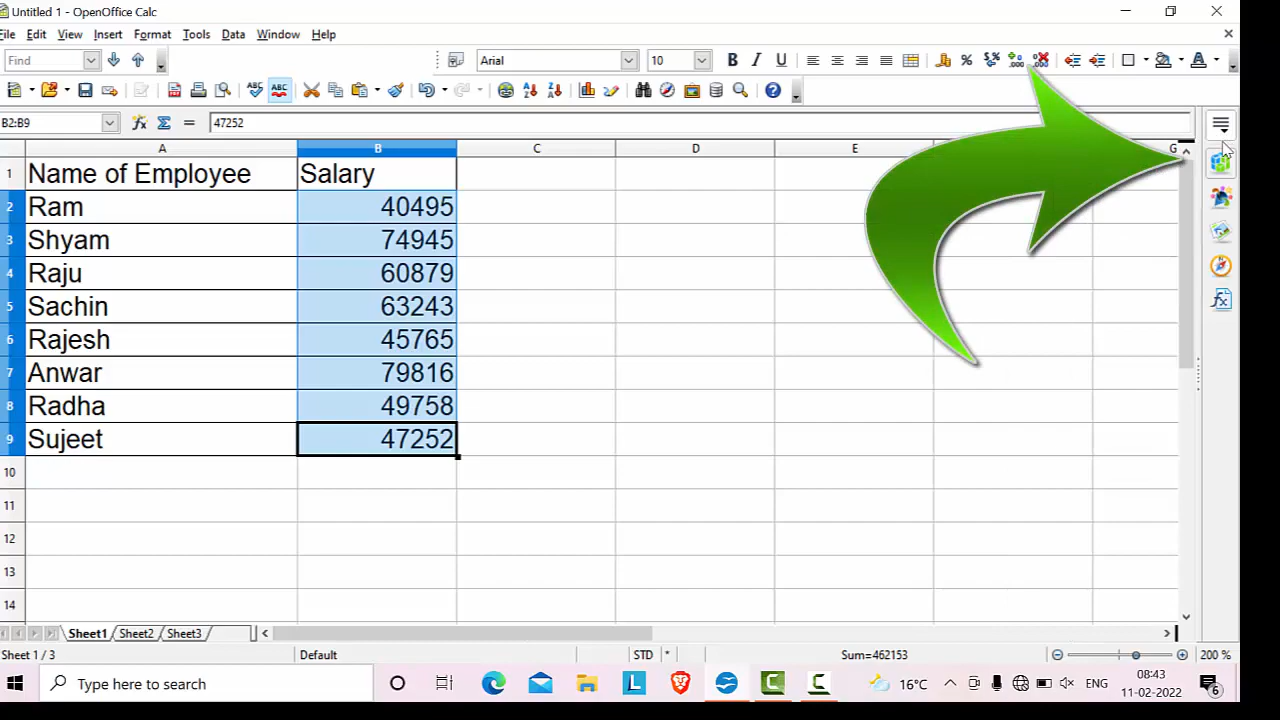 Untitled 1 - OpenOffice Calc
File Edit View Insert Format Tools Data Window Help
Find Arial 10 B I U
B2:B9 fx Σ = 47252
A B C D E G
1 Name of Employee Salary
2 Ram 40495
3 Shyam 74945
4 Raju 60879
5 Sachin 63243
6 Rajesh 45765
7 Anwar 79816
8 Radha 49758
9 Sujeet 47252
10
11
12
13
14
Sheet1 Sheet2 Sheet3
Sheet 1 / 3 Default STD * Sum=462153 200 %
Type here to search 16°C ENG 08:43
11-02-2022 6